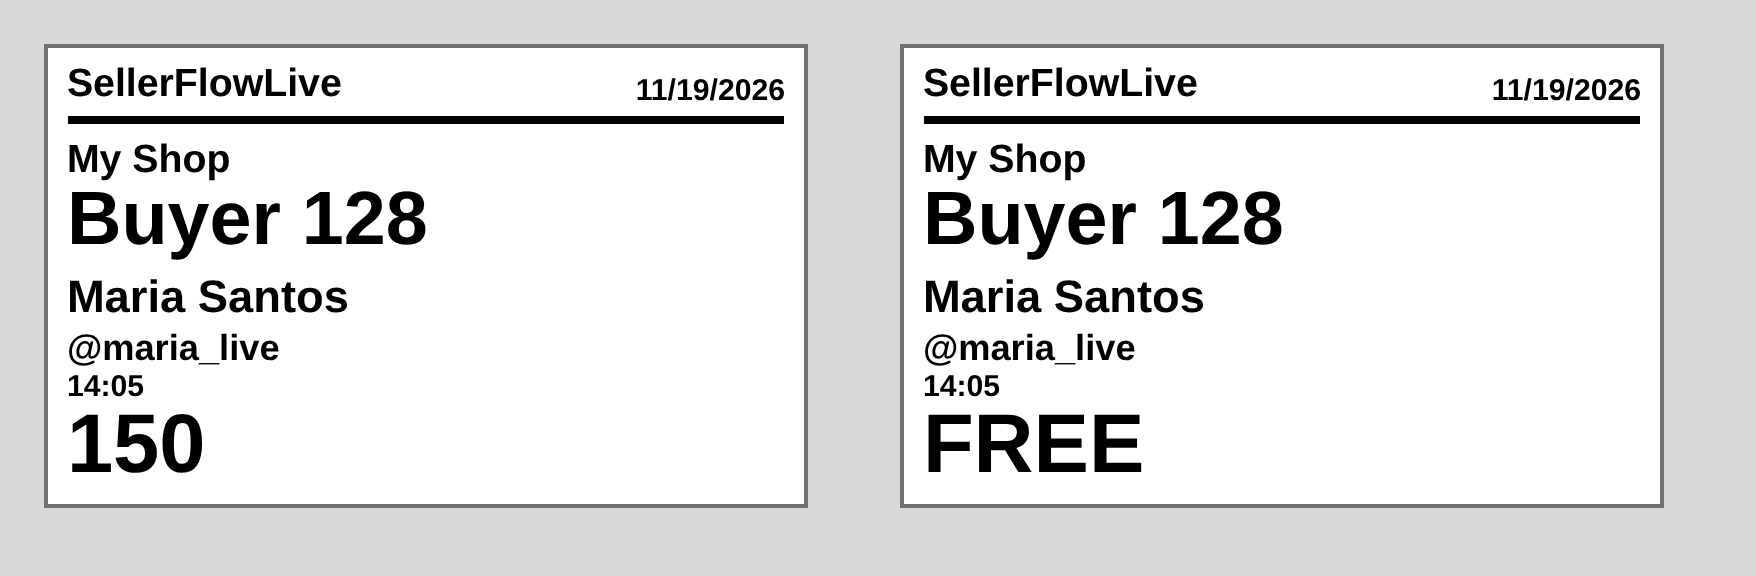 SellerFlowLive 11/19/2026
My Shop
Buyer 128
Maria Santos
@maria_live
14:05
150
SellerFlowLive 11/19/2026
My Shop
Buyer 128
Maria Santos
@maria_live
14:05
FREE